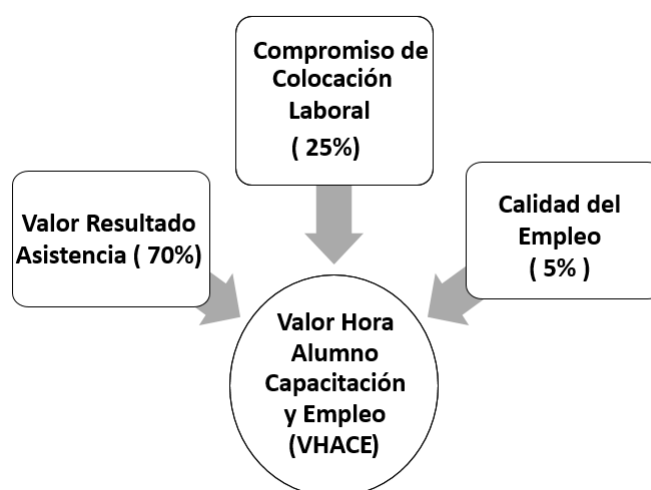 Compromiso de
Colocación
Laboral
( 25%)
Valor Resultado
Asistencia ( 70%)
Calidad del
Empleo
( 5% )
Valor Hora
Alumno
Capacitación
y Empleo
(VHACE)